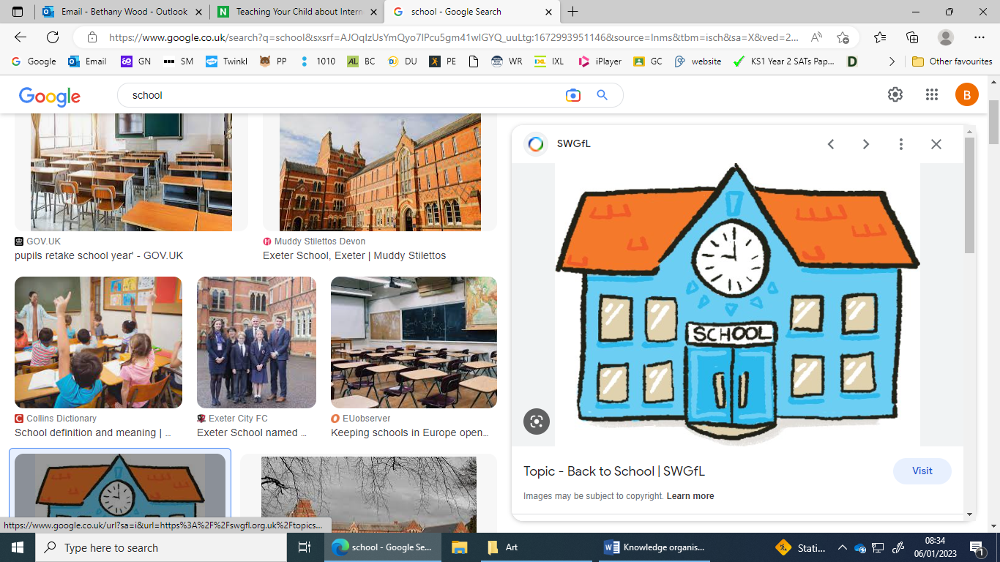 Email - Bethany Wood - Outlook
Teaching Your Child about Intern
school - Google Search
https://www.google.co.uk/search?q=school&sxsrf=AJOqlzUsYmQyo7IPcu5gm41wIGYQ_uuLtg:1672993951146&source=lnms&tbm=isch&sa=X&ved=2...
Google Email GN SM Twinkl PP 1010 BC DU PE WR IXL iPlayer GC website KS1 Year 2 SATs Pap... D Other favourites
Google
school
B
GOV.UK
pupils retake school year' - GOV.UK
Muddy Stilettos Devon
Exeter School, Exeter | Muddy Stilettos
Collins Dictionary
School definition and meaning | ...
Exeter City FC
Exeter School named ...
EUobserver
Keeping schools in Europe open...
SWGfL
SCHOOL
Topic - Back to School | SWGfL
Visit
Images may be subject to copyright. Learn more
https://www.google.co.uk/url?sa=i&url=https%3A%2F%2Fswgfl.org.uk%2Ftopics...
Type here to search
school - Google Se...
Art
Knowledge organis...
Stati...
08:34
06/01/2023
1